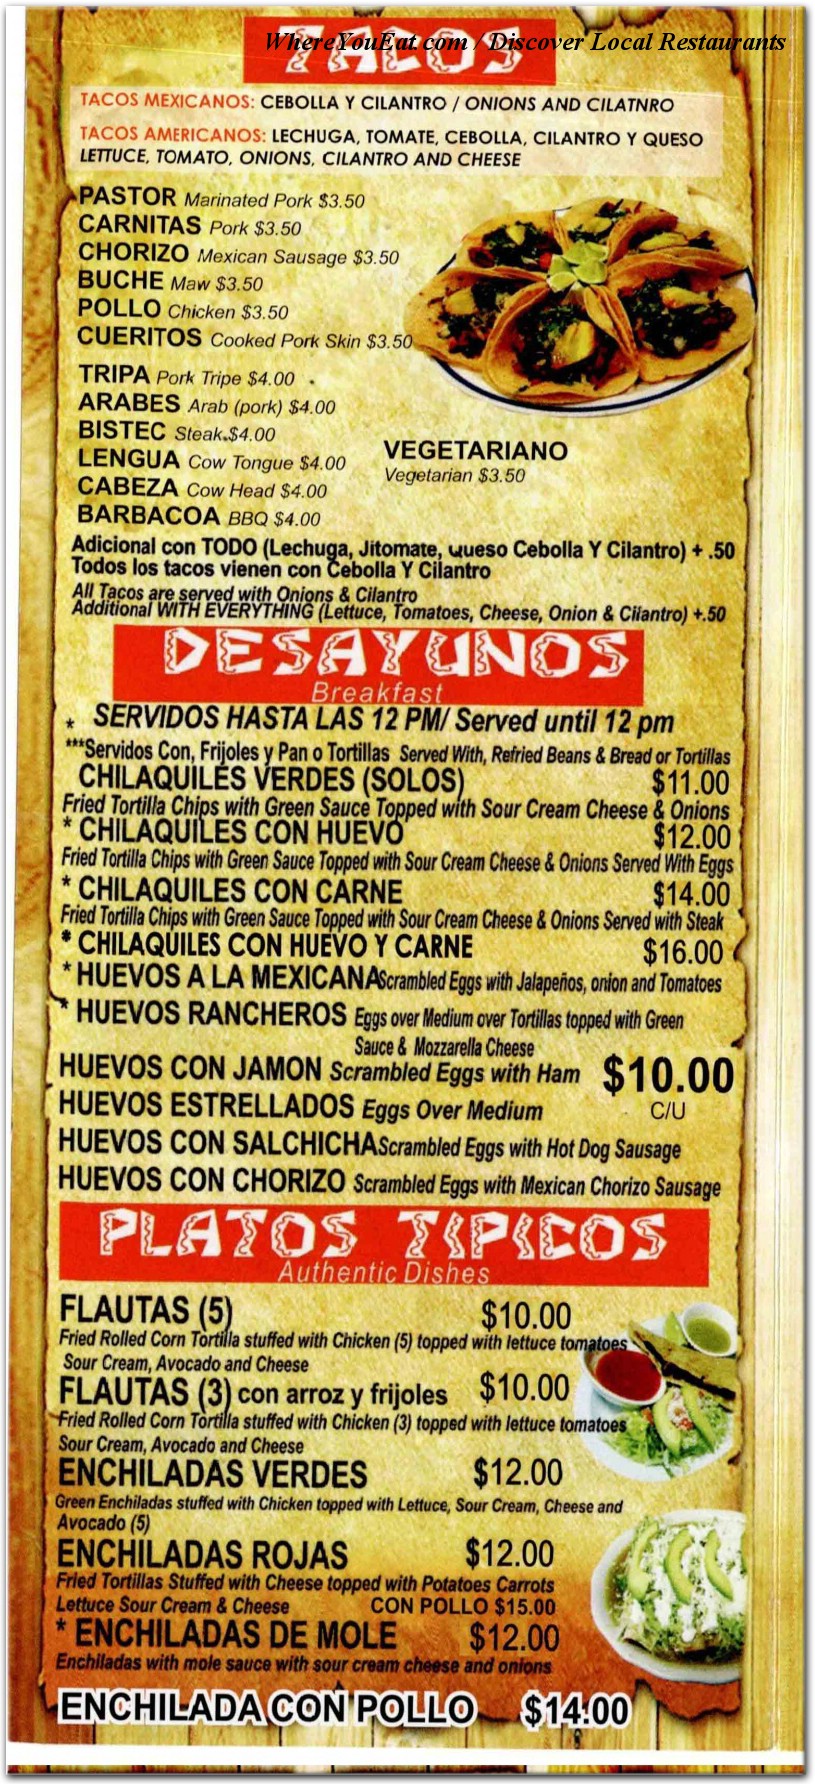 WhereYouEat.com / Discover Local Restaurants
TACOS
TACOS MEXICANOS: CEBOLLA Y CILANTRO / ONIONS AND CILATNRO
TACOS AMERICANOS: LECHUGA, TOMATE, CEBOLLA, CILANTRO Y QUESO
LETTUCE, TOMATO, ONIONS, CILANTRO AND CHEESE
PASTOR Marinated Pork $3.50
CARNITAS Pork $3.50
CHORIZO Mexican Sausage $3.50
BUCHE Maw $3.50
POLLO Chicken $3.50
CUERITOS Cooked Pork Skin $3.50
TRIPA Pork Tripe $4.00
ARABES Arab (pork) $4.00
BISTEC Steak $4.00
LENGUA Cow Tongue $4.00
CABEZA Cow Head $4.00
BARBACOA BBQ $4.00
VEGETARIANO
Vegetarian $3.50
Adicional con TODO (Lechuga, Jitomate, queso Cebolla Y Cilantro) + .50
Todos los tacos vienen con Cebolla Y Cilantro
All Tacos are served with Onions & Cilantro
Additional WITH EVERYTHING (Lettuce, Tomatoes, Cheese, Onion & Cilantro) +.50
DESAYUNOS
Breakfast
* SERVIDOS HASTA LAS 12 PM/ Served until 12 pm
***Servidos Con, Frijoles y Pan o Tortillas Served With, Refried Beans & Bread or Tortillas
CHILAQUILES VERDES (SOLOS) $11.00
Fried Tortilla Chips with Green Sauce Topped with Sour Cream Cheese & Onions
* CHILAQUILES CON HUEVO $12.00
Fried Tortilla Chips with Green Sauce Topped with Sour Cream Cheese & Onions Served With Eggs
* CHILAQUILES CON CARNE $14.00
Fried Tortilla Chips with Green Sauce Topped with Sour Cream Cheese & Onions Served with Steak
* CHILAQUILES CON HUEVO Y CARNE $16.00
* HUEVOS A LA MEXICANA Scrambled Eggs with Jalapeños, onion and Tomatoes
* HUEVOS RANCHEROS Eggs over Medium over Tortillas topped with Green
Sauce & Mozzarella Cheese
HUEVOS CON JAMON Scrambled Eggs with Ham $10.00
HUEVOS ESTRELLADOS Eggs Over Medium C/U
HUEVOS CON SALCHICHA Scrambled Eggs with Hot Dog Sausage
HUEVOS CON CHORIZO Scrambled Eggs with Mexican Chorizo Sausage
PLATOS TIPICOS
Authentic Dishes
FLAUTAS (5) $10.00
Fried Rolled Corn Tortilla stuffed with Chicken (5) topped with lettuce tomatoes
Sour Cream, Avocado and Cheese
FLAUTAS (3) con arroz y frijoles $10.00
Fried Rolled Corn Tortilla stuffed with Chicken (3) topped with lettuce tomatoes
Sour Cream, Avocado and Cheese
ENCHILADAS VERDES $12.00
Green Enchiladas stuffed with Chicken topped with Lettuce, Sour Cream, Cheese and
Avocado (5)
ENCHILADAS ROJAS $12.00
Fried Tortillas Stuffed with Cheese topped with Potatoes Carrots
Lettuce Sour Cream & Cheese CON POLLO $15.00
* ENCHILADAS DE MOLE $12.00
Enchiladas with mole sauce with sour cream cheese and onions
ENCHILADA CON POLLO $14.00